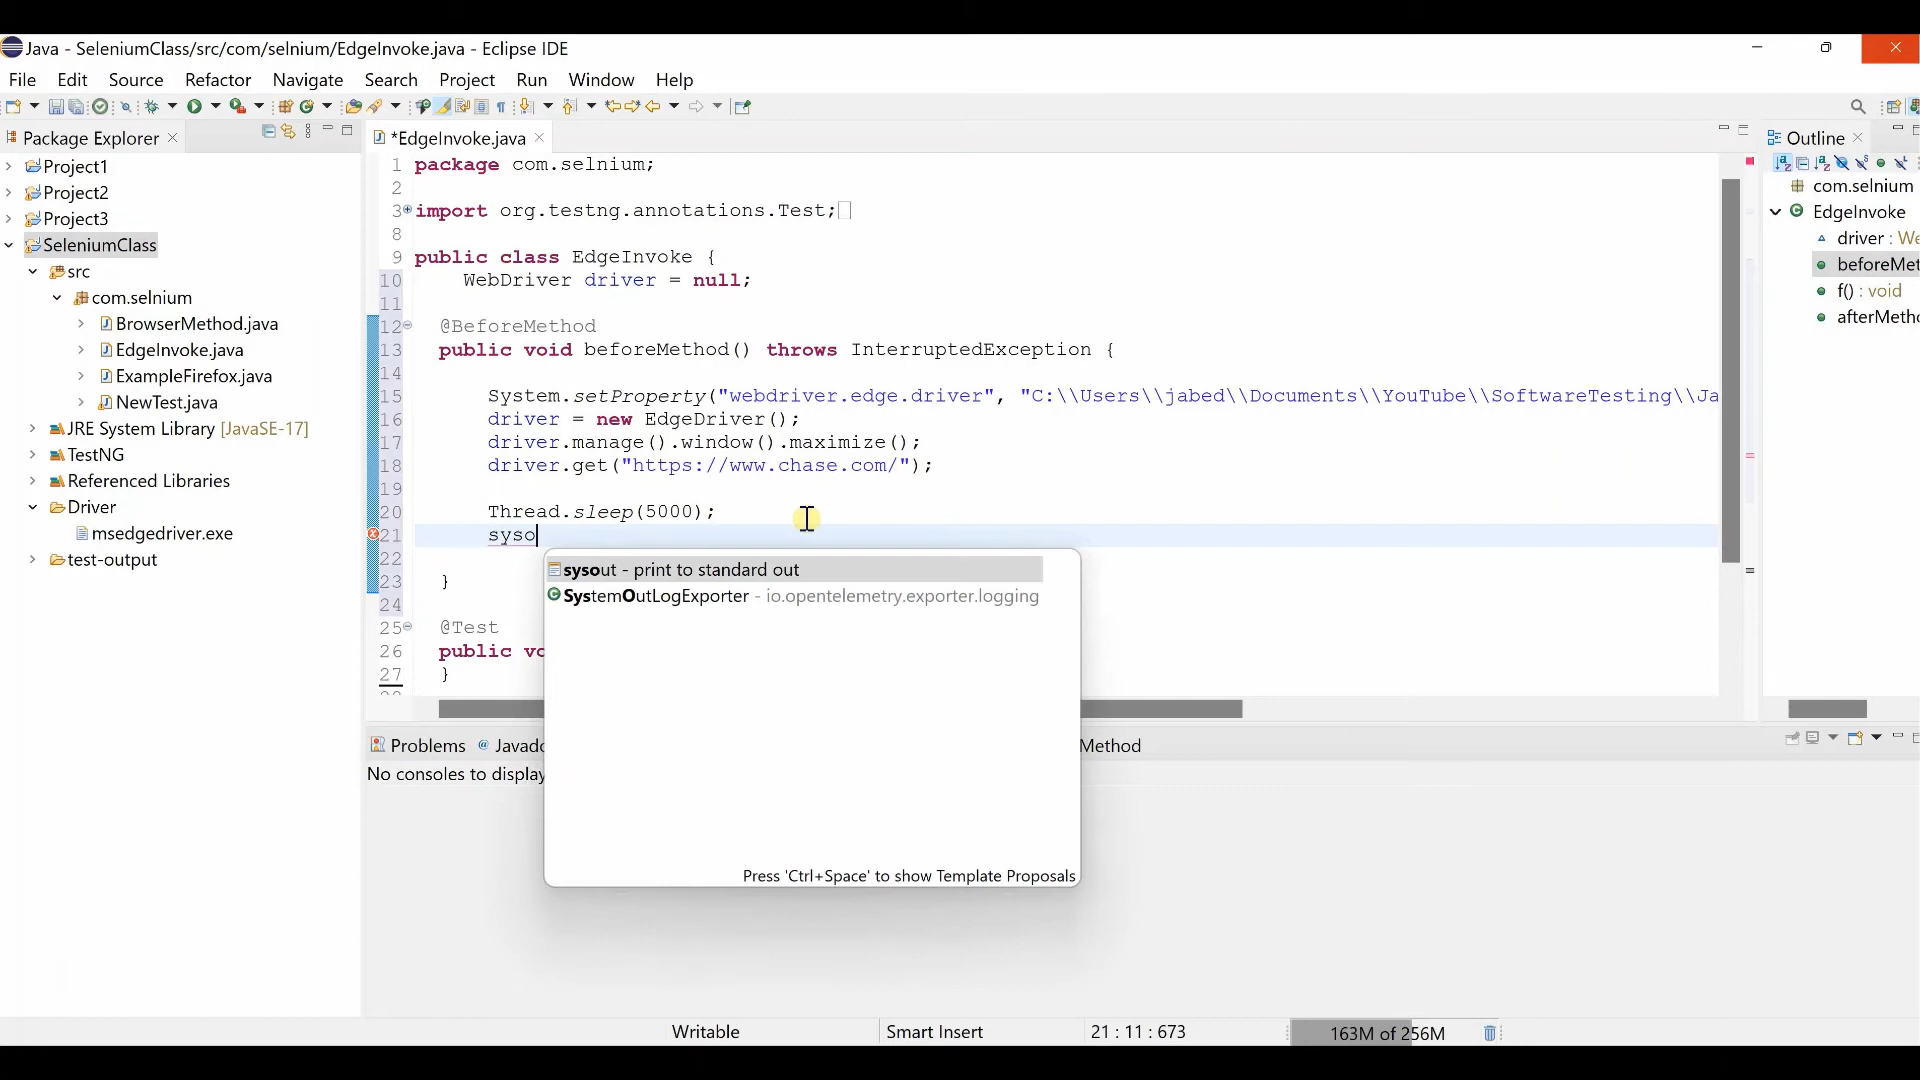 Java - SeleniumClass/src/com/selnium/EdgeInvoke.java - Eclipse IDE
File Edit Source Refactor Navigate Search Project Run Window Help
Package Explorer
Project1
Project2
Project3
SeleniumClass
src
com.selnium
BrowserMethod.java
EdgeInvoke.java
ExampleFirefox.java
NewTest.java
JRE System Library [JavaSE-17]
TestNG
Referenced Libraries
Driver
msedgedriver.exe
test-output
*EdgeInvoke.java
1 package com.selnium;
2
3 import org.testng.annotations.Test;
8
9 public class EdgeInvoke {
10 WebDriver driver = null;
11
12 @BeforeMethod
13 public void beforeMethod() throws InterruptedException {
14
15 System.setProperty("webdriver.edge.driver", "C:\\Users\\jabed\\Documents\\YouTube\\SoftwareTesting\\Ja
16 driver = new EdgeDriver();
17 driver.manage().window().maximize();
18 driver.get("https://www.chase.com/");
19
20 Thread.sleep(5000);
21 syso
22
23 }
24
25 @Test
26 public vo
27 }
sysout - print to standard out
SystemOutLogExporter - io.opentelemetry.exporter.logging
Press 'Ctrl+Space' to show Template Proposals
Problems @ Javado Method
No consoles to display
Outline
com.selnium
EdgeInvoke
driver : We
beforeMet
f() : void
afterMetho
Writable Smart Insert 21 : 11 : 673 163M of 256M